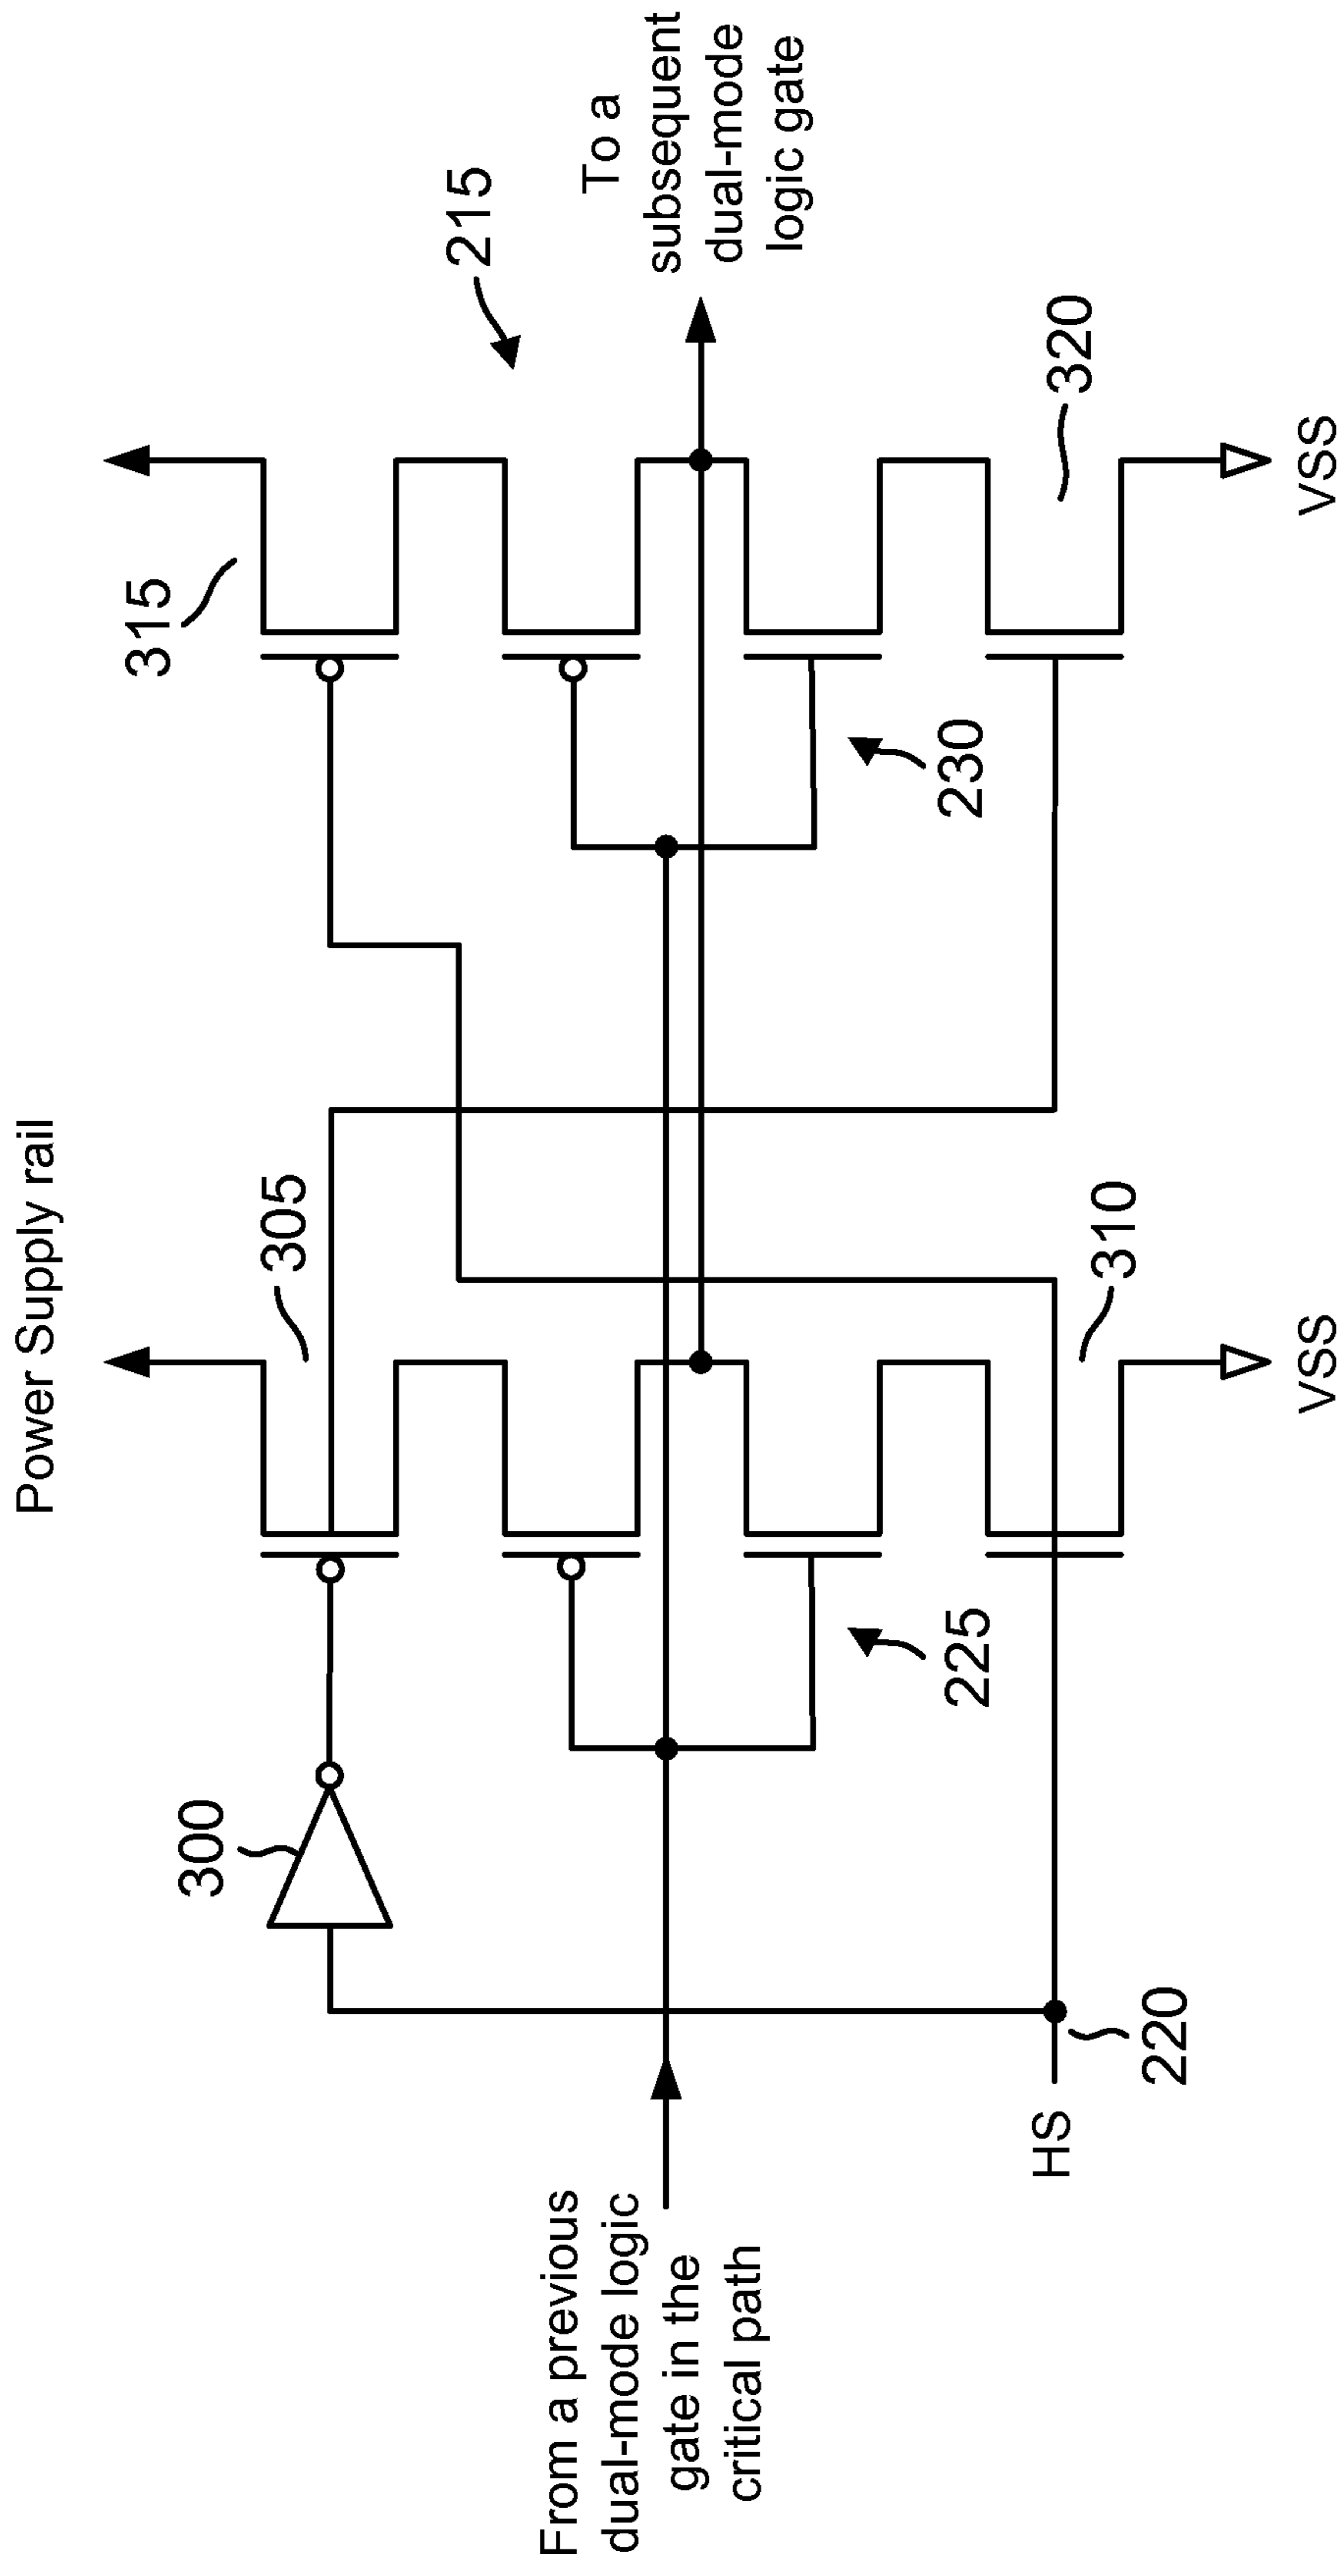 Power Supply rail
300
305
315
215
From a previous
dual-mode logic
gate in the
critical path
To a
subsequent
dual-mode
logic gate
225
230
HS
220
310
320
VSS
VSS